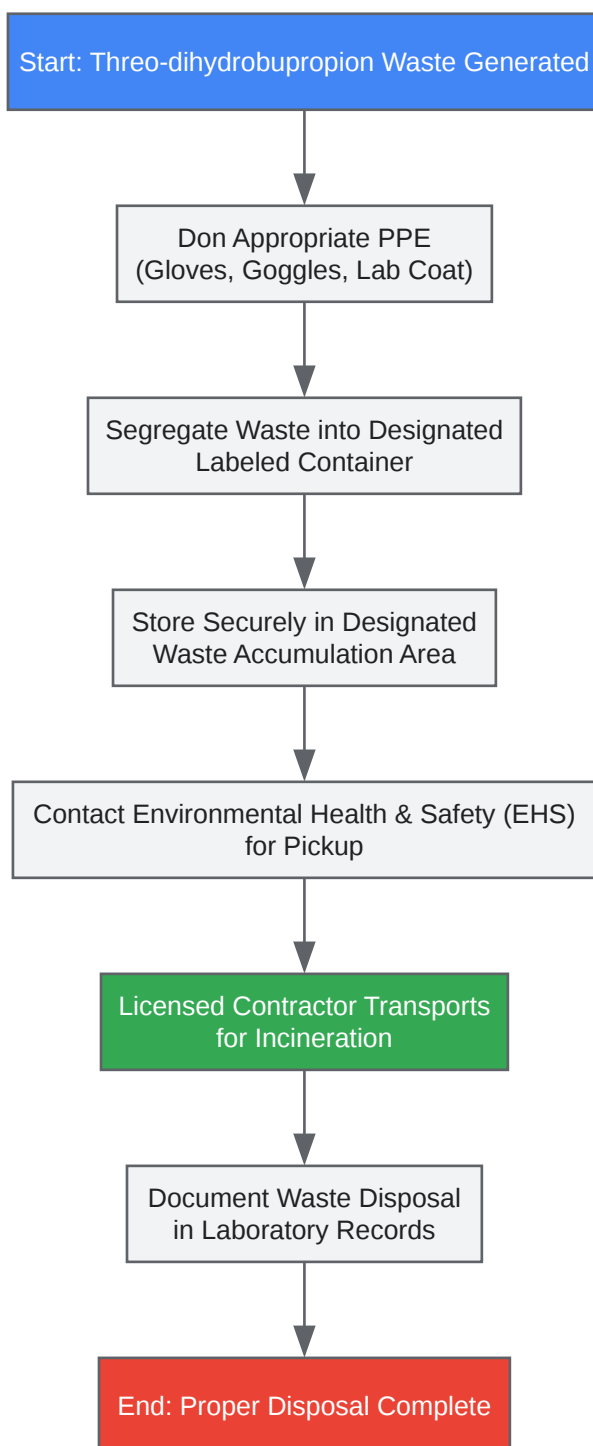 Start: Threo-dihydrobupropion Waste Generated
Don Appropriate PPE
(Gloves, Goggles, Lab Coat)
Segregate Waste into Designated
Labeled Container
Store Securely in Designated
Waste Accumulation Area
Contact Environmental Health & Safety (EHS)
for Pickup
Licensed Contractor Transports
for Incineration
Document Waste Disposal
in Laboratory Records
End: Proper Disposal Complete